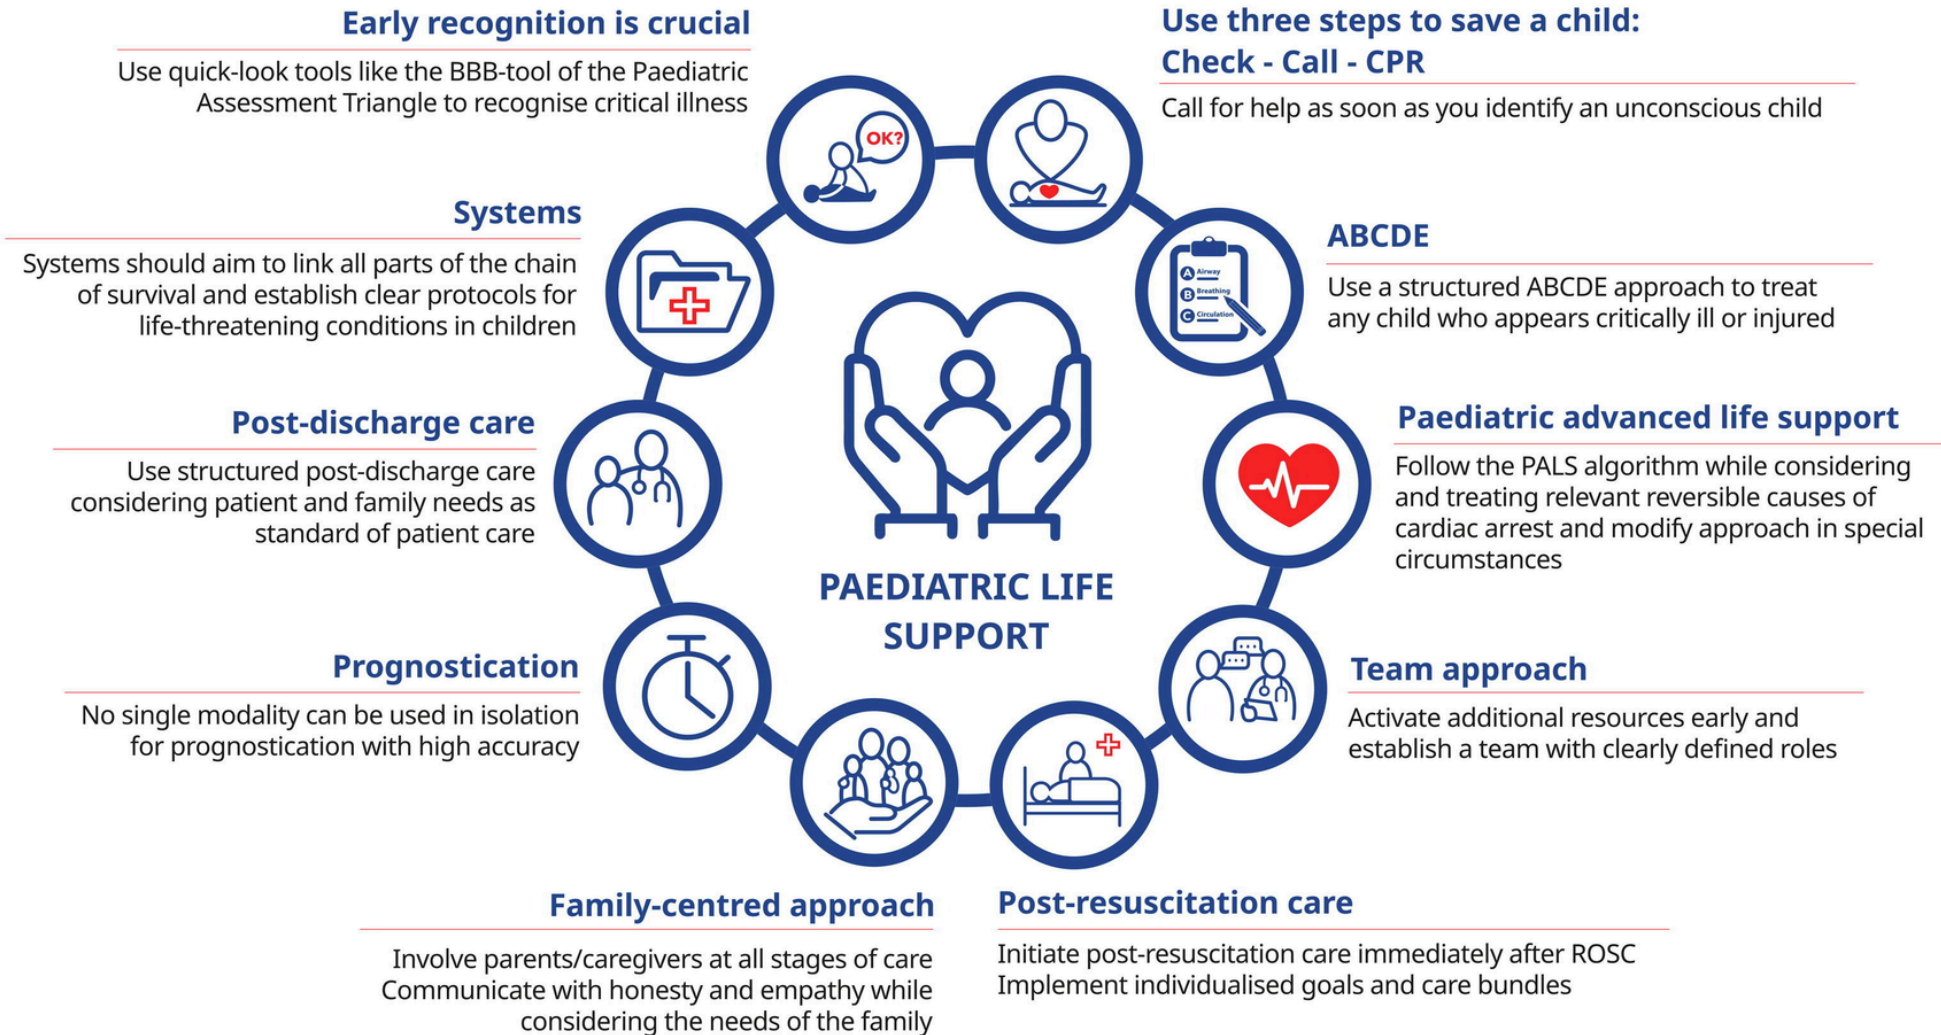 Early recognition is crucial
Use quick-look tools like the BBB-tool of the Paediatric
Assessment Triangle to recognise critical illness
OK?
Use three steps to save a child:
Check - Call - CPR
Call for help as soon as you identify an unconscious child
ABCDE
Use a structured ABCDE approach to treat
any child who appears critically ill or injured
A Airway
B Breathing
C Circulation
Paediatric advanced life support
Follow the PALS algorithm while considering
and treating relevant reversible causes of
cardiac arrest and modify approach in special
circumstances
Team approach
Activate additional resources early and
establish a team with clearly defined roles
Post-resuscitation care
Initiate post-resuscitation care immediately after ROSC
Implement individualised goals and care bundles
Family-centred approach
Involve parents/caregivers at all stages of care
Communicate with honesty and empathy while
considering the needs of the family
Prognostication
No single modality can be used in isolation
for prognostication with high accuracy
Post-discharge care
Use structured post-discharge care
considering patient and family needs as
standard of patient care
Systems
Systems should aim to link all parts of the chain
of survival and establish clear protocols for
life-threatening conditions in children
PAEDIATRIC LIFE
SUPPORT